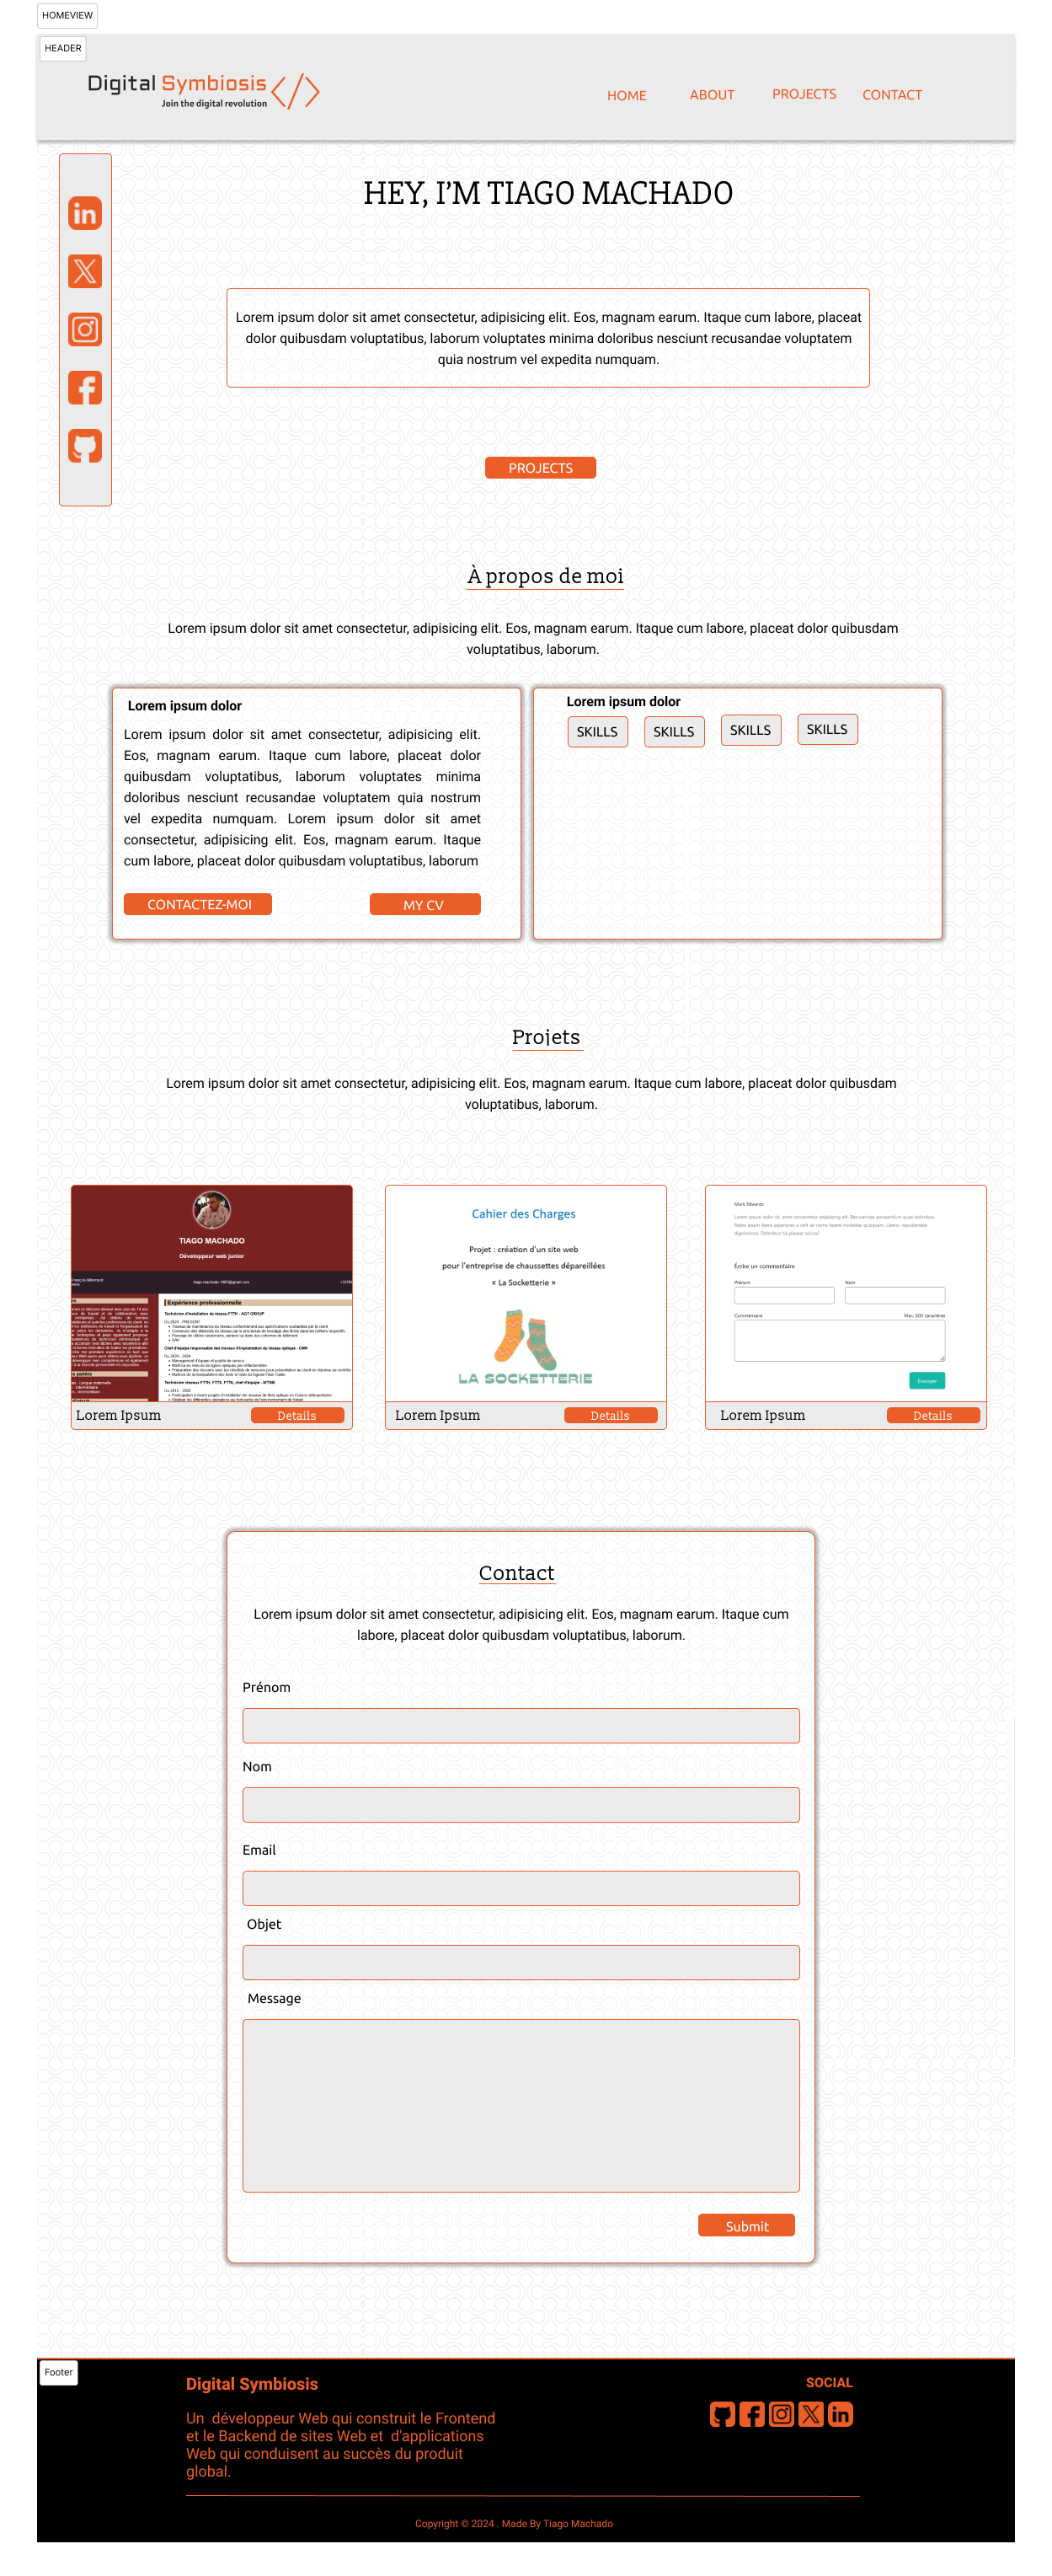 HOMEVIEW
HEADER
Digital Symbiosis
Join the digital revolution
HOME
ABOUT
PROJECTS
CONTACT
HEY, I'M TIAGO MACHADO
Lorem ipsum dolor sit amet consectetur, adipisicing elit. Eos, magnam earum. Itaque cum labore, placeat
dolor quibusdam voluptatibus, laborum voluptates minima doloribus nesciunt recusandae voluptatem
quia nostrum vel expedita numquam.
PROJECTS
À propos de moi
Lorem ipsum dolor sit amet consectetur, adipisicing elit. Eos, magnam earum. Itaque cum labore, placeat dolor quibusdam
voluptatibus, laborum.
Lorem ipsum dolor
Lorem ipsum dolor sit amet consectetur, adipisicing elit.
Eos, magnam earum. Itaque cum labore, placeat dolor
quibusdam voluptatibus, laborum voluptates minima
doloribus nesciunt recusandae voluptatem quia nostrum
vel expedita numquam. Lorem ipsum dolor sit amet
consectetur, adipisicing elit. Eos, magnam earum. Itaque
cum labore, placeat dolor quibusdam voluptatibus, laborum
CONTACTEZ-MOI
MY CV
Lorem ipsum dolor
SKILLS
SKILLS
SKILLS
SKILLS
Projets
Lorem ipsum dolor sit amet consectetur, adipisicing elit. Eos, magnam earum. Itaque cum labore, placeat dolor quibusdam
voluptatibus, laborum.
TIAGO MACHADO
Développeur web junior
Expérience professionnelle
Lorem Ipsum
Details
Cahier des Charges
Projet : création d'un site web
pour l'entreprise de chaussettes dépareillées
« La Socketterie »
LA SOCKETTERIE
Lorem Ipsum
Details
Mark Edwards
Écrire un commentaire
Prénom
Nom
Commentaire
Max. 500 caractères
Envoyer
Lorem Ipsum
Details
Contact
Lorem ipsum dolor sit amet consectetur, adipisicing elit. Eos, magnam earum. Itaque cum
labore, placeat dolor quibusdam voluptatibus, laborum.
Prénom
Nom
Email
Objet
Message
Submit
Footer
Digital Symbiosis
Un développeur Web qui construit le Frontend
et le Backend de sites Web et d'applications
Web qui conduisent au succès du produit
global.
SOCIAL
Copyright © 2024 . Made By Tiago Machado